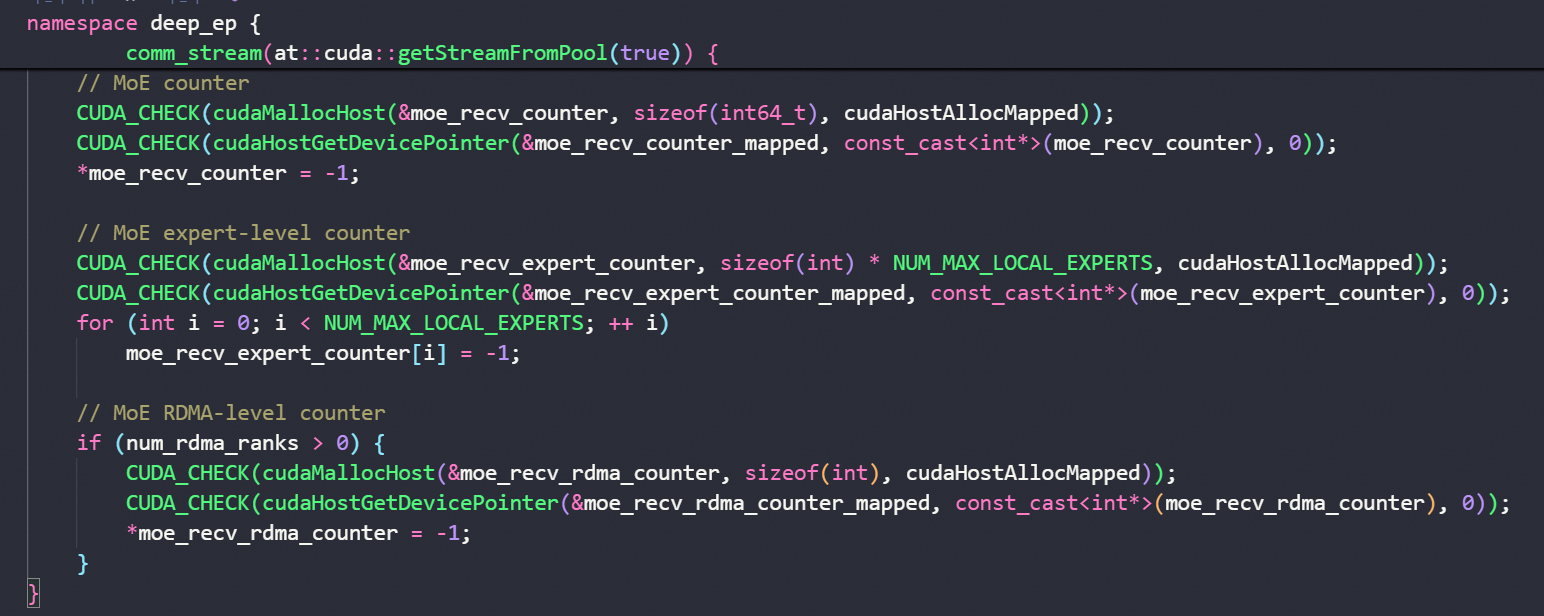 namespace deep_ep {
        comm_stream(at::cuda::getStreamFromPool(true)) {
    // MoE counter
    CUDA_CHECK(cudaMallocHost(&moe_recv_counter, sizeof(int64_t), cudaHostAllocMapped));
    CUDA_CHECK(cudaHostGetDevicePointer(&moe_recv_counter_mapped, const_cast<int*>(moe_recv_counter), 0));
    *moe_recv_counter = -1;

    // MoE expert-level counter
    CUDA_CHECK(cudaMallocHost(&moe_recv_expert_counter, sizeof(int) * NUM_MAX_LOCAL_EXPERTS, cudaHostAllocMapped));
    CUDA_CHECK(cudaHostGetDevicePointer(&moe_recv_expert_counter_mapped, const_cast<int*>(moe_recv_expert_counter), 0));
    for (int i = 0; i < NUM_MAX_LOCAL_EXPERTS; ++ i)
        moe_recv_expert_counter[i] = -1;

    // MoE RDMA-level counter
    if (num_rdma_ranks > 0) {
        CUDA_CHECK(cudaMallocHost(&moe_recv_rdma_counter, sizeof(int), cudaHostAllocMapped));
        CUDA_CHECK(cudaHostGetDevicePointer(&moe_recv_rdma_counter_mapped, const_cast<int*>(moe_recv_rdma_counter), 0));
        *moe_recv_rdma_counter = -1;
    }
}